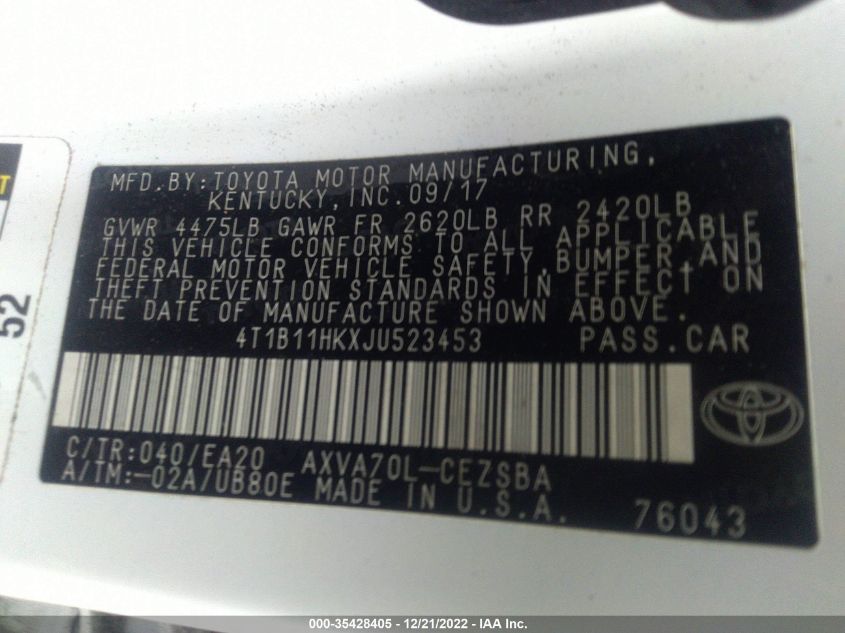 MFD.BY:TOYOTA MOTOR MANUFACTURING,
KENTUCKY,INC.09/17
GVWR 4475LB GAWR FR 2620LB RR 2420LB
THIS VEHICLE CONFORMS TO ALL APPLICABLE
FEDERAL MOTOR VEHICLE SAFETY,BUMPER,AND
THEFT PREVENTION STANDARDS IN EFFECT ON
THE DATE OF MANUFACTURE SHOWN ABOVE.
4T1B11HKXJU523453 PASS.CAR
C/TR:040/EA20 AXVA70L-CEZSBA
A/TM:-02A/UB80E MADE IN U.S.A. 76043
52
000-35428405 - 12/21/2022 - IAA Inc.